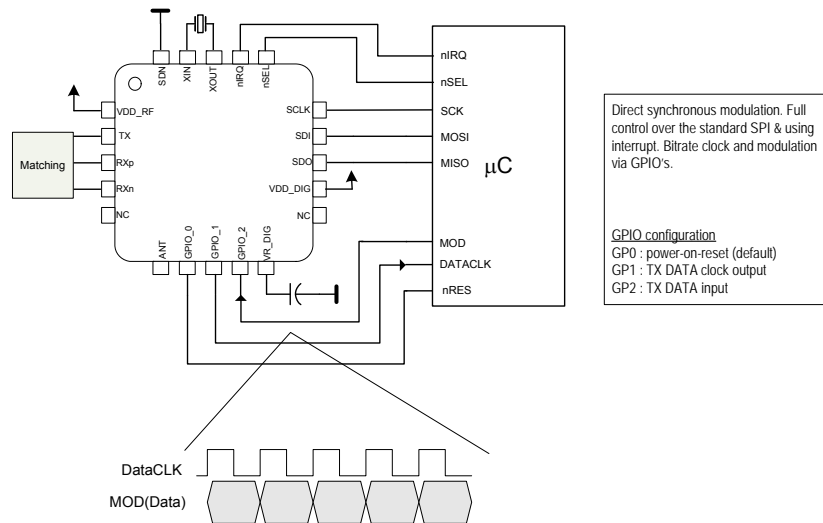 SDN
XIN
XOUT
nIRQ
nSEL
VDD_RF
TX
RXp
RXn
NC
SCLK
SDI
SDO
VDD_DIG
NC
ANT
GPIO_0
GPIO_1
GPIO_2
VR_DIG
Matching
nIRQ
nSEL
SCK
MOSI
MISO
μC
MOD
DATACLK
nRES
Direct synchronous modulation. Full
control over the standard SPI & using
interrupt. Bitrate clock and modulation
via GPIO's.
GPIO configuration
GP0 : power-on-reset (default)
GP1 : TX DATA clock output
GP2 : TX DATA input
DataCLK
MOD(Data)